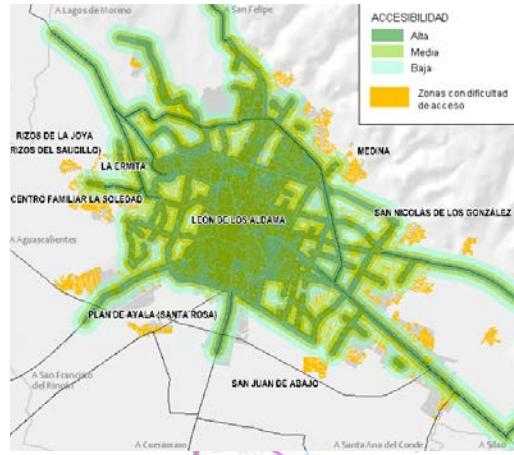 A Lagos de Moreno
A San Felipe
ACCESIBILIDAD
Alta
Media
Baja
Zonas con dificultad
de acceso
RIZOS DE LA JOYA
(RIZOS DEL SAUCILLO)
LA ERMITA
MEDINA
CENTRO FAMILIAR LA SOLEDAD
LEÓN DE LOS ALDAMA
SAN NICOLÁS DE LOS GONZÁLEZ
A Aguascalientes
PLAN DE AYALA (SANTA ROSA)
A San Francisco
del Rincón
SAN JUAN DE ABAJO
A Cuerámaro
A Santa Ana del Conde
A Silao